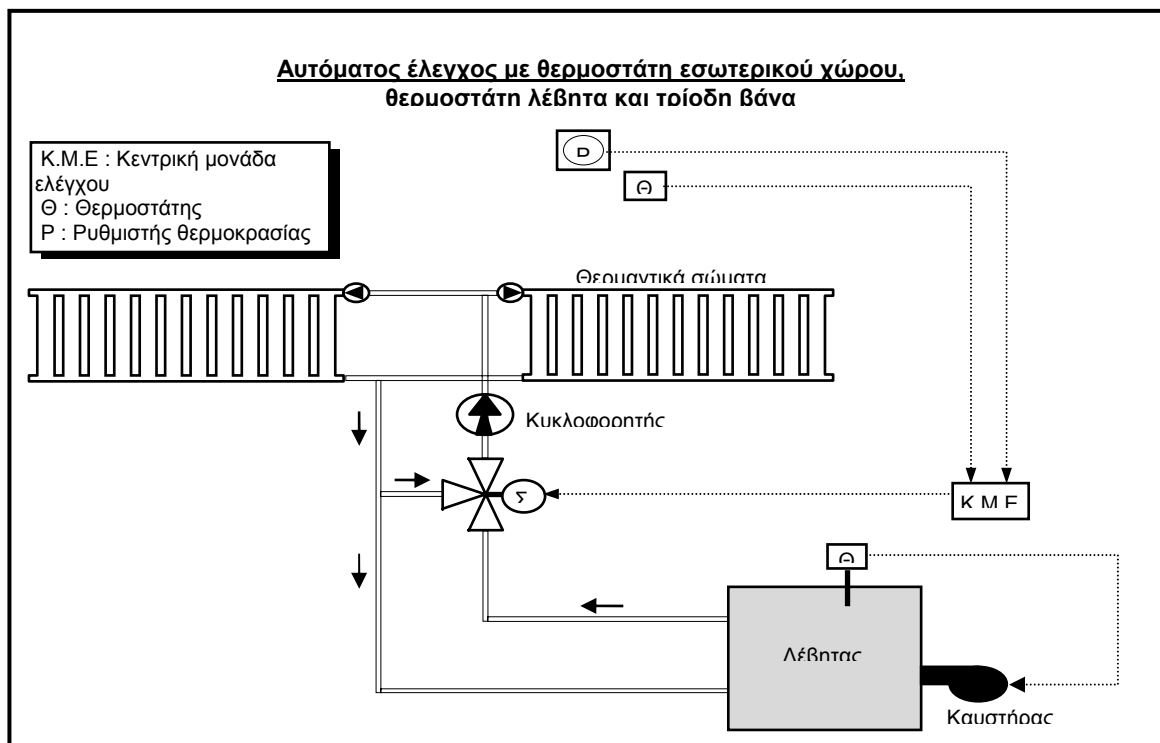 Αυτόματος έλεγχος με θερμοστάτη εσωτερικού χώρου,
θερμοστάτη λέβητα και τρίοδη βάνα
Κ.Μ.Ε : Κεντρική μονάδα
ελέγχου
Θ : Θερμοστάτης
Ρ : Ρυθμιστής θερμοκρασίας
Ρ
Θ
Θερμαντικά σώματα
Κυκλοφορητής
Σ
Κ.Μ.Ε
Θ
Λέβητας
Καυστήρας